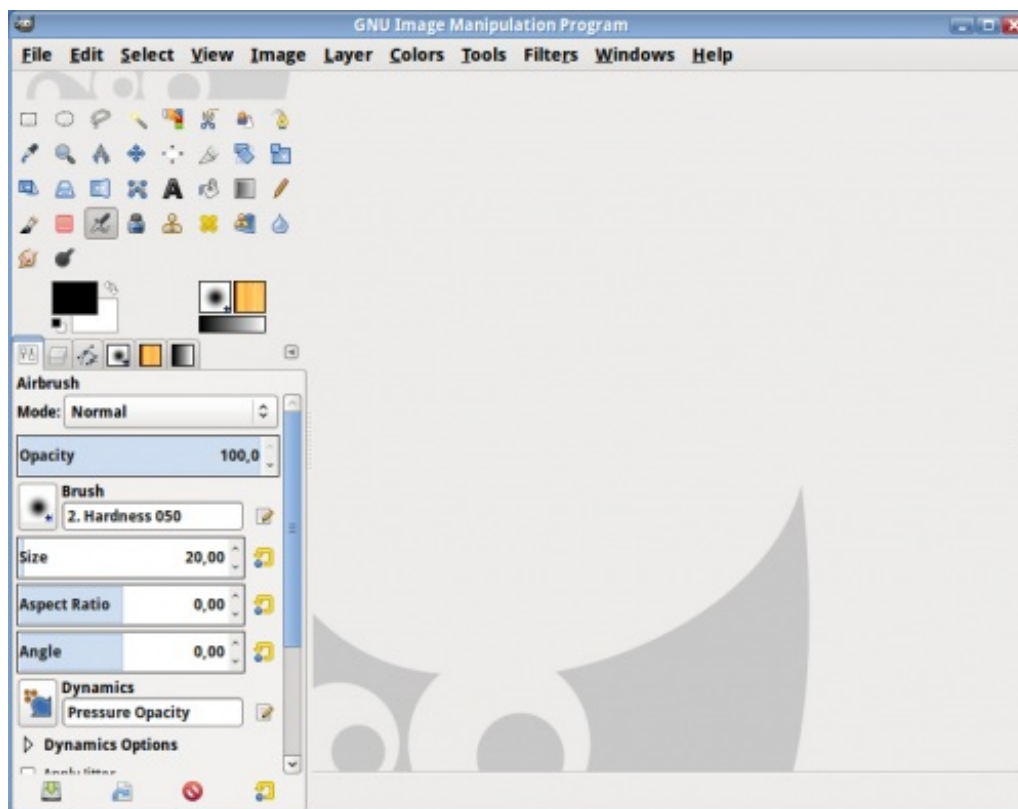 GNU Image Manipulation Program
File Edit Select View Image Layer Colors Tools Filters Windows Help
Airbrush
Mode: Normal
Opacity 100,0
Brush
2. Hardness 050
Size 20,00
Aspect Ratio 0,00
Angle 0,00
Dynamics
Pressure Opacity
Dynamics Options
Apply Jitter